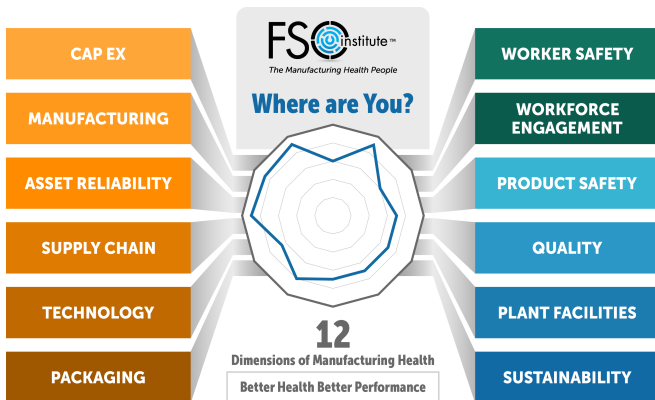 FSO institute™
The Manufacturing Health People
Where are You?
CAP EX
MANUFACTURING
ASSET RELIABILITY
SUPPLY CHAIN
TECHNOLOGY
PACKAGING
WORKER SAFETY
WORKFORCE
ENGAGEMENT
PRODUCT SAFETY
QUALITY
PLANT FACILITIES
SUSTAINABILITY
12
Dimensions of Manufacturing Health
Better Health Better Performance